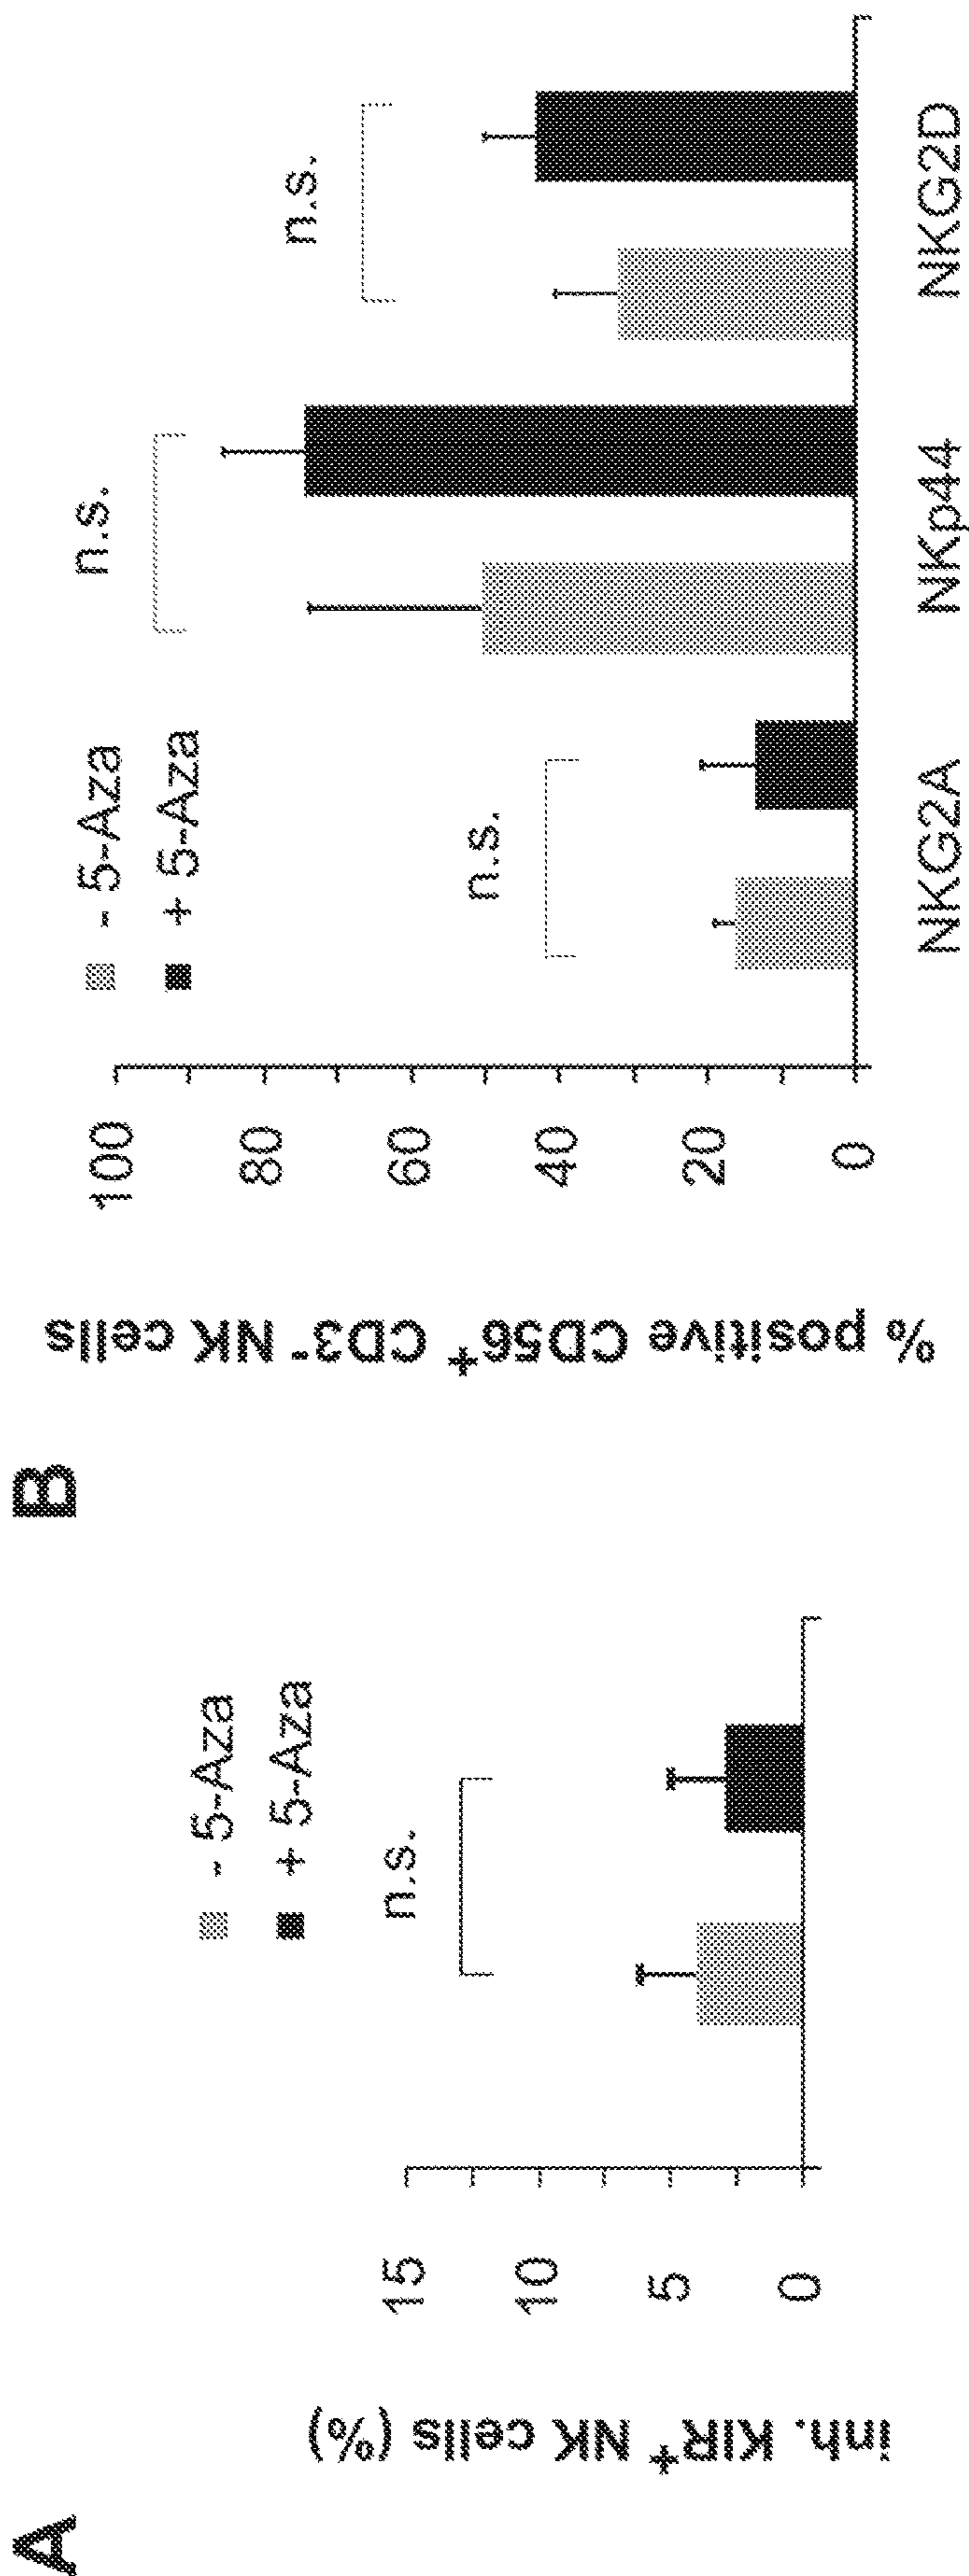 A
inh. KIR+ NK cells (%)
15
10
5
0
- 5-Aza
+ 5-Aza
n.s.
B
% positive CD56+ CD3- NK cells
100
80
60
40
20
0
- 5-Aza
+ 5-Aza
n.s.
n.s.
n.s.
NKG2A
NKp44
NKG2D